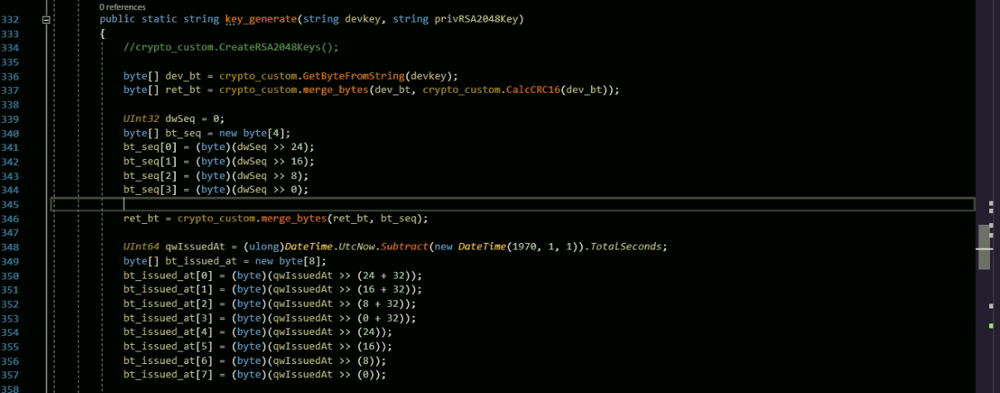 0 references
332 public static string key_generate(string devkey, string privRSA2048Key)
333 {
334 //crypto_custom.CreateRSA2048Keys();
335
336 byte[] dev_bt = crypto_custom.GetByteFromString(devkey);
337 byte[] ret_bt = crypto_custom.merge_bytes(dev_bt, crypto_custom.CalcCRC16(dev_bt));
338
339 UInt32 dwSeq = 0;
340 byte[] bt_seq = new byte[4];
341 bt_seq[0] = (byte)(dwSeq >> 24);
342 bt_seq[1] = (byte)(dwSeq >> 16);
343 bt_seq[2] = (byte)(dwSeq >> 8);
344 bt_seq[3] = (byte)(dwSeq >> 0);
345
346 ret_bt = crypto_custom.merge_bytes(ret_bt, bt_seq);
347
348 UInt64 qwIssuedAt = (ulong)DateTime.UtcNow.Subtract(new DateTime(1970, 1, 1)).TotalSeconds;
349 byte[] bt_issued_at = new byte[8];
350 bt_issued_at[0] = (byte)(qwIssuedAt >> (24 + 32));
351 bt_issued_at[1] = (byte)(qwIssuedAt >> (16 + 32));
352 bt_issued_at[2] = (byte)(qwIssuedAt >> (8 + 32));
353 bt_issued_at[3] = (byte)(qwIssuedAt >> (0 + 32));
354 bt_issued_at[4] = (byte)(qwIssuedAt >> (24));
355 bt_issued_at[5] = (byte)(qwIssuedAt >> (16));
356 bt_issued_at[6] = (byte)(qwIssuedAt >> (8));
357 bt_issued_at[7] = (byte)(qwIssuedAt >> (0));
358